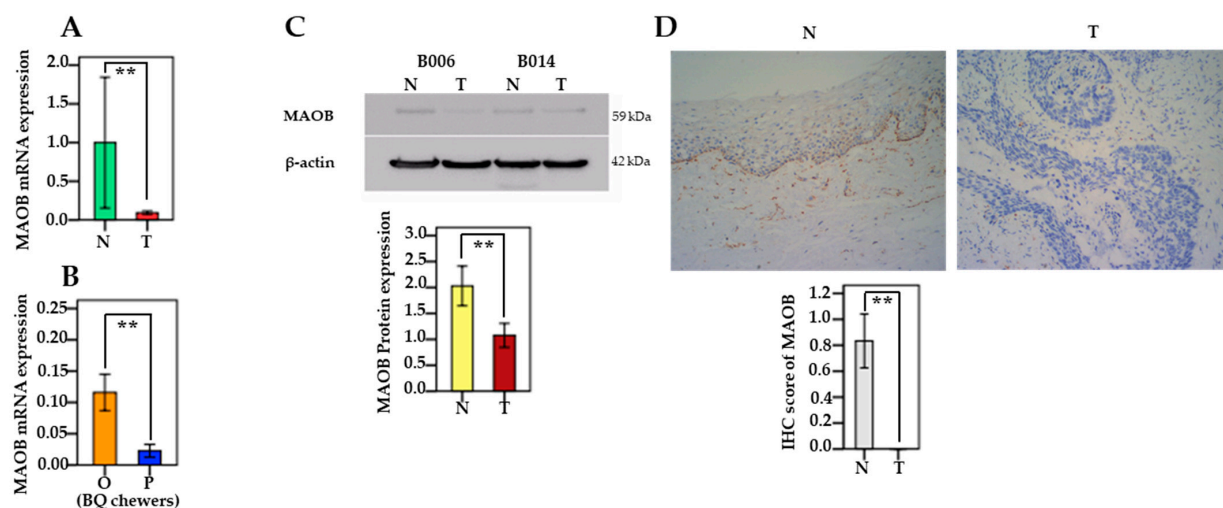 A
MAOB mRNA expression
2.0
**
1.5
1.0
0.5
0.0
N T
B
MAOB mRNA expression
0.25
**
0.20
0.15
0.10
0.05
0.00
O P
(BQ chewers)
C
B006 B014
N T N T
MAOB 59 kDa
β-actin 42 kDa
MAOB Protein expression
3.0
**
2.5
2.0
1.5
1.0
0.5
0.0
N T
D
N T
IHC score of MAOB
1.2
**
1.0
0.8
0.6
0.4
0.2
0.0
N T